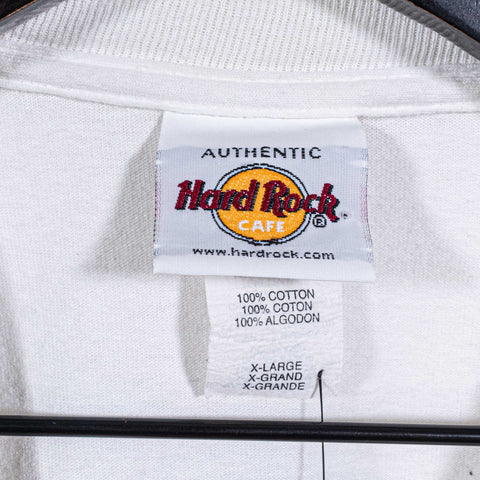 AUTHENTIC
Hard Rock ®
CAFE
www.hardrock.com
100% COTTON
100% COTON
100% ALGODON
X-LARGE
X-GRAND
X-GRANDE